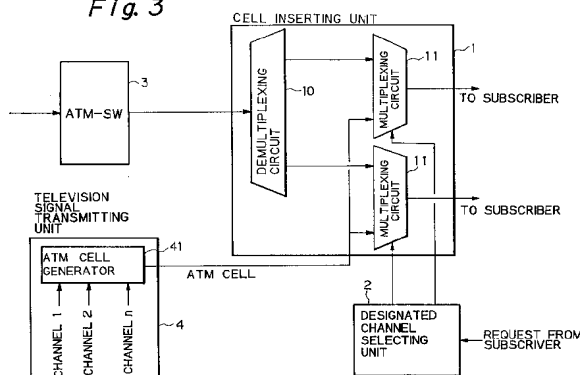 Fig. 3
CELL INSERTING UNIT
1
3
ATM-SW
DEMULTIPLEXING
CIRCUIT
10
11
MULTIPLEXING
CIRCUIT
TO SUBSCRIBER
11
MULTIPLEXING
CIRCUIT
TO SUBSCRIBER
TELEVISION
SIGNAL
TRANSMITTING
UNIT
41
ATM CELL
GENERATOR
ATM CELL
CHANNEL 1
CHANNEL 2
CHANNEL n
4
2
DESIGNATED
CHANNEL
SELECTING
UNIT
REQUEST FROM
SUBSCRIVER